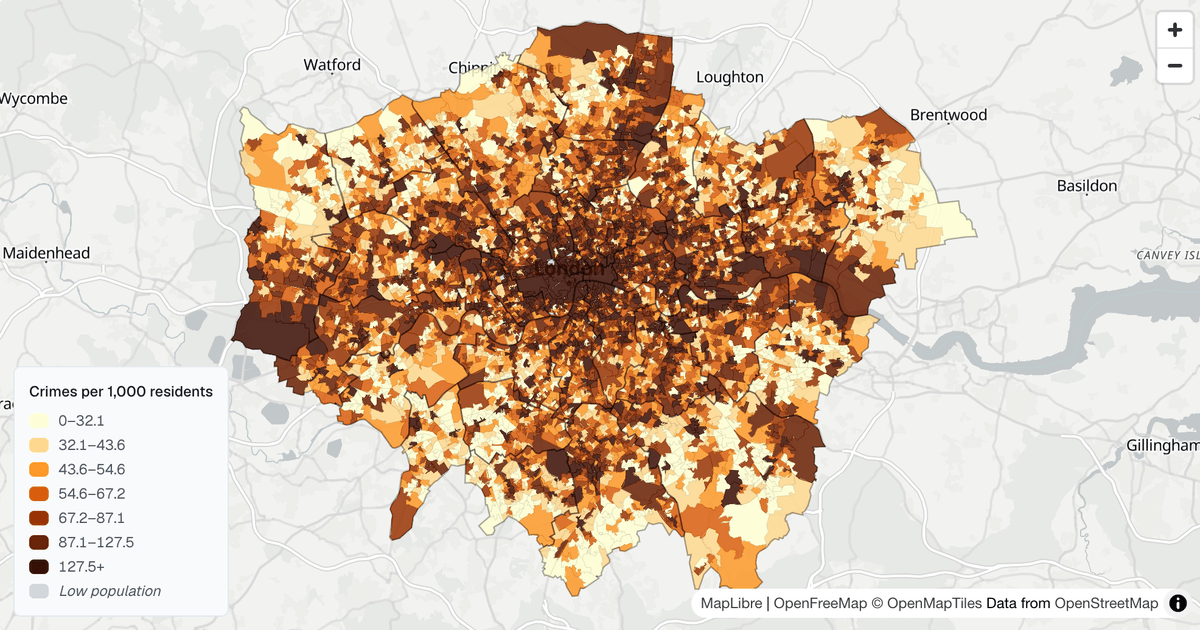 Watford
Loughton
Wycombe
Brentwood
Basildon
Maidenhead
London
Gillingham
Crimes per 1,000 residents
0–32.1
32.1–43.6
43.6–54.6
54.6–67.2
67.2–87.1
87.1–127.5
127.5+
Low population
MapLibre | OpenFreeMap © OpenMapTiles Data from OpenStreetMap